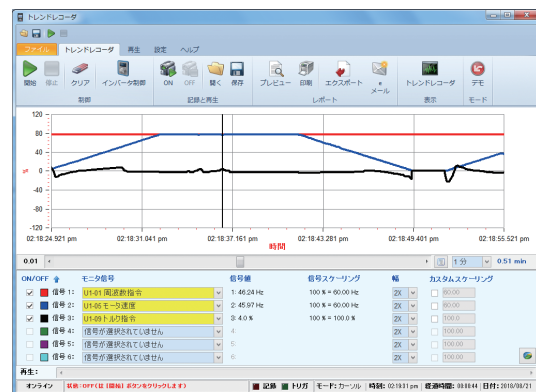 トレンドレコーダ
ファイル トレンドレコーダ 再生 設定 ヘルプ
開始 停止 クリア インバータ制御 ON OFF 開く 保存 プレビュー 印刷 エクスポート e メール トレンドレコーダ デモ
制御 記録と再生 レポート 表示 モード
120
80
40
0
-40
-80
-120
%
02:18:24.921 pm 02:18:31.041 pm 02:18:37.161 pm 02:18:43.281 pm 02:18:49.401 pm 02:18:55.521 pm
時間
0.01 1 分 0.51 min
ON/OFF モニタ信号 信号値 信号スケーリング 幅 カスタムスケーリング
信号 1: U1-01 周波数指令 1: 46.24 Hz 100 % = 60.00 Hz 2X 60.00
信号 2: U1-05 モータ速度 2: 45.97 Hz 100 % = 60.00 Hz 2X 60.00
信号 3: U1-09 トルク指令 3: 4.0 % 100 % = 100.0 % 2X 100.0
信号 4: 信号が選択されていません 4: 2X 100.0
信号 5: 信号が選択されていません 5: 2X 100.0
信号 6: 信号が選択されていません 6: 2X 60.00
再生:
オンライン 状態:OFF(は [開始] ボタンをクリックします) 記録 トリガ モード: カーソル 時刻: 02:19:31 pm 経過時間: 00:00:44 日付: 2018/08/21